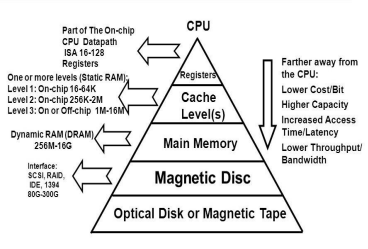 CPU
Part of The On-chip
CPU Datapath
ISA 16-128
Registers
One or more levels (Static RAM):
Level 1: On-chip 16-64K
Level 2: On-chip 256K-2M
Level 3: On or Off-chip 1M-16M
Dynamic RAM (DRAM)
256M-16G
Interface:
SCSI, RAID,
IDE, 1394
80G-300G
Registers
Cache
Level(s)
Main Memory
Magnetic Disc
Optical Disk or Magnetic Tape
Farther away from
the CPU:
Lower Cost/Bit
Higher Capacity
Increased Access
Time/Latency
Lower Throughput/
Bandwidth